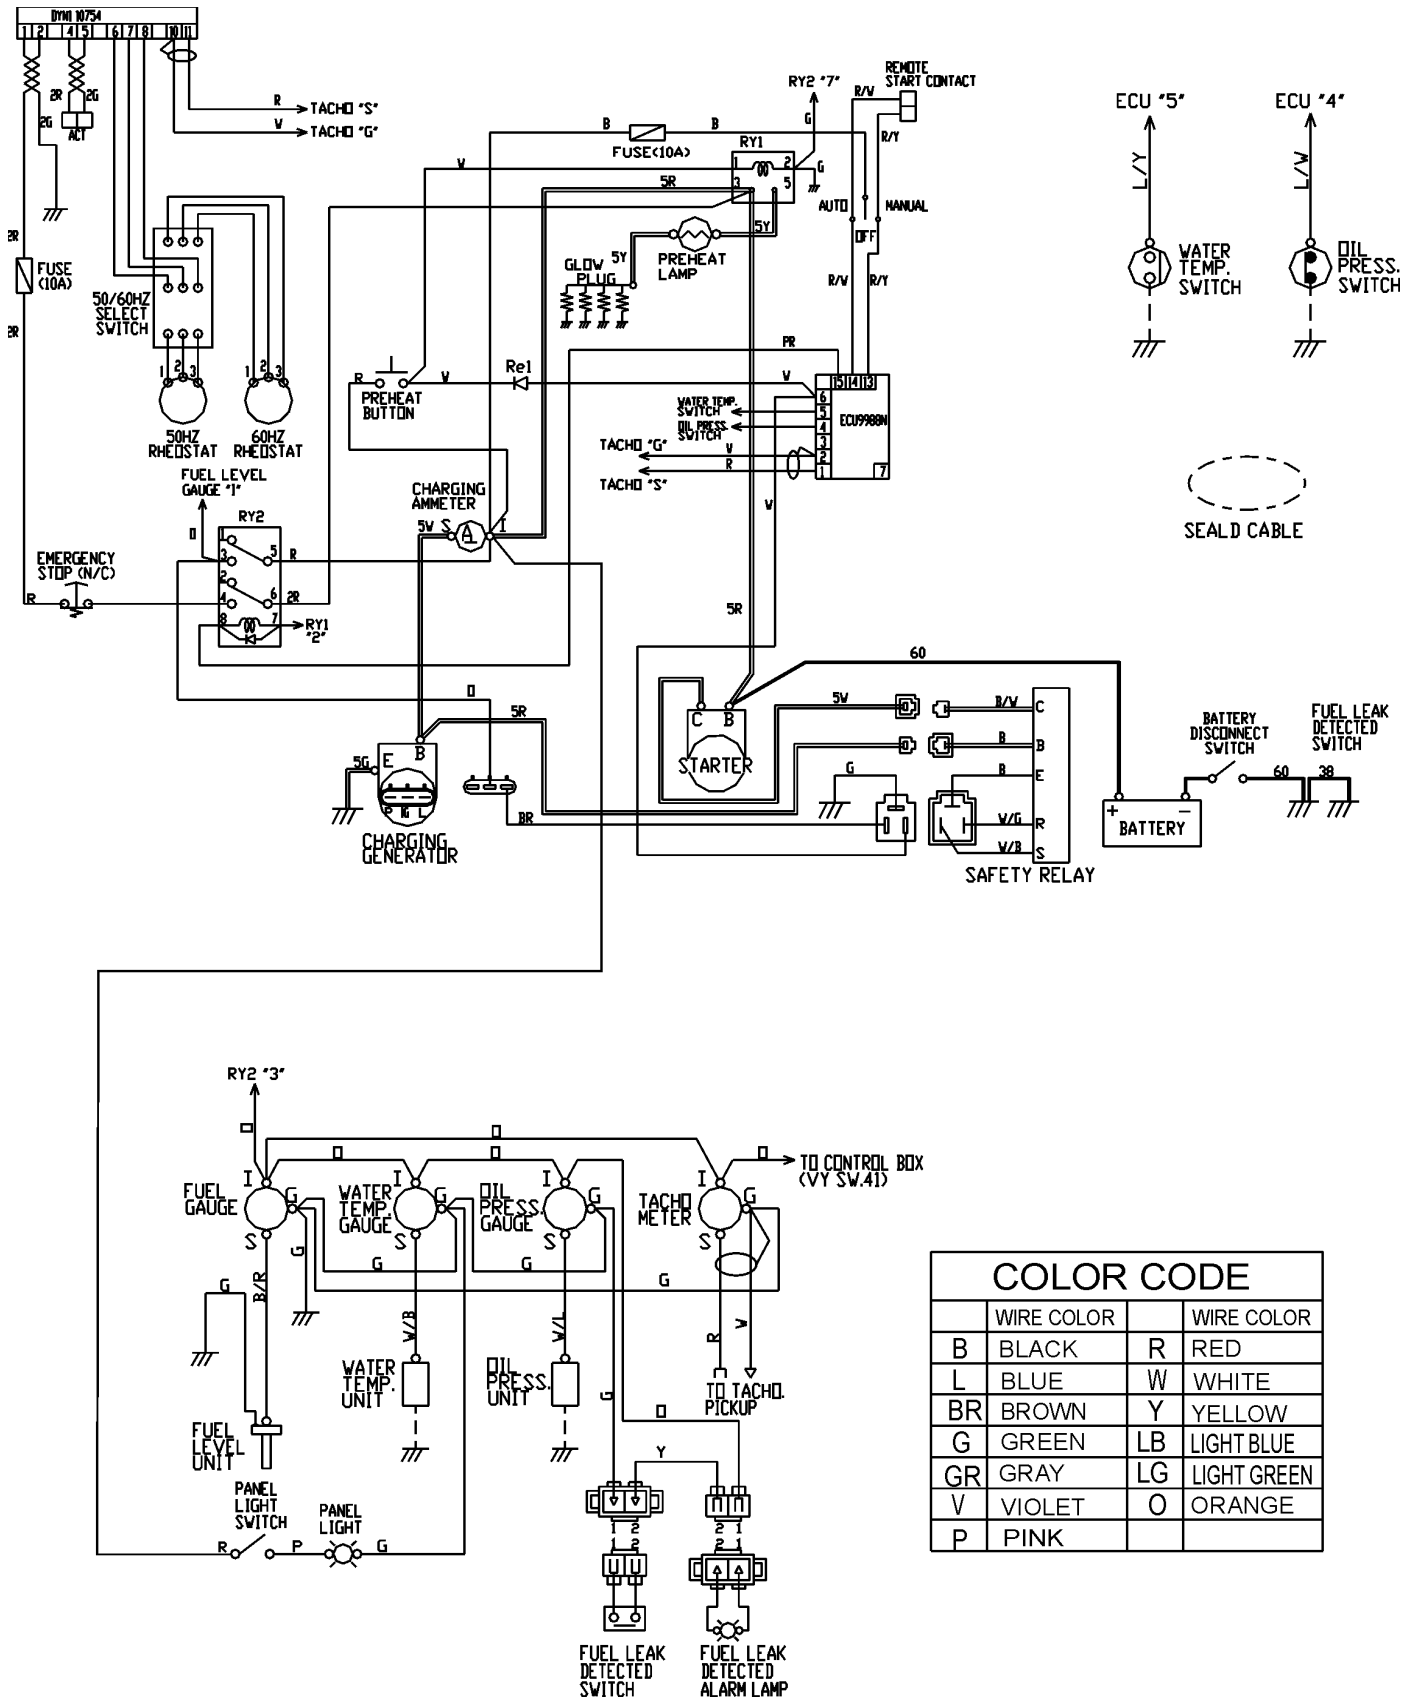 DYN1 10754
1 2 4 5 6 7 8 10 11
2R 2G
2G
ACT
R TACHO "S"
W TACHO "G"
B B
FUSE(10A)
RY2 "7"
G
REMOTE
START CONTACT
R/W
R/Y
RY1
1 2
3 5
G
W
5R
AUTO MANUAL
OFF
5Y
5Y
PREHEAT
LAMP
GLOW
PLUG
R/W R/Y
ECU "5"
L/Y
WATER
TEMP.
SWITCH
ECU "4"
L/W
OIL
PRESS.
SWITCH
2R
FUSE
(10A)
2R
50/60HZ
SELECT
SWITCH
1 2 3
1 2 3
50HZ
RHEOSTAT
60HZ
RHEOSTAT
PR
R
PREHEAT
BUTTON
W
Re1
W
15 14 13
6
5
4
3
2
1
7
ECU9988N
WATER TEMP.
SWITCH
OIL PRESS.
SWITCH
TACHO "G" W
R
TACHO "S"
W
SEALD CABLE
FUEL LEVEL
GAUGE "I"
O
RY2
1
3 5 R
2
4 6 2R
8 7 RY1
"2"
EMERGENCY
STOP (N/C)
R
CHARGING
AMMETER
5W S A I
5R
O
5R
60
C B
STARTER
5W
B/W C
B B
G B E
W/G R
W/B S
SAFETY RELAY
BR
5G E B
P IG L
CHARGING
GENERATOR
BATTERY
DISCONNECT
SWITCH
FUEL LEAK
DETECTED
SWITCH
60 38
+ −
BATTERY
RY2 "3"
O
O
O O O TO CONTROL BOX
(VY SW.41)
FUEL
GAUGE
I G S
WATER
TEMP.
GAUGE
I G S
OIL
PRESS.
GAUGE
I G S
TACHO
METER
I G S
G
G G G
G
B/R
W/B
W/L
R W
WATER
TEMP.
UNIT
OIL
PRESS.
UNIT
TO TACHO.
PICKUP
G
O
Y
FUEL
LEVEL
UNIT
PANEL
LIGHT
SWITCH
PANEL
LIGHT
R P G
1 2
1 2
2 1
2 1
FUEL LEAK
DETECTED
SWITCH
FUEL LEAK
DETECTED
ALARM LAMP
COLOR CODE
WIRE COLOR WIRE COLOR
B BLACK R RED
L BLUE W WHITE
BR BROWN Y YELLOW
G GREEN LB LIGHT BLUE
GR GRAY LG LIGHT GREEN
V VIOLET O ORANGE
P PINK